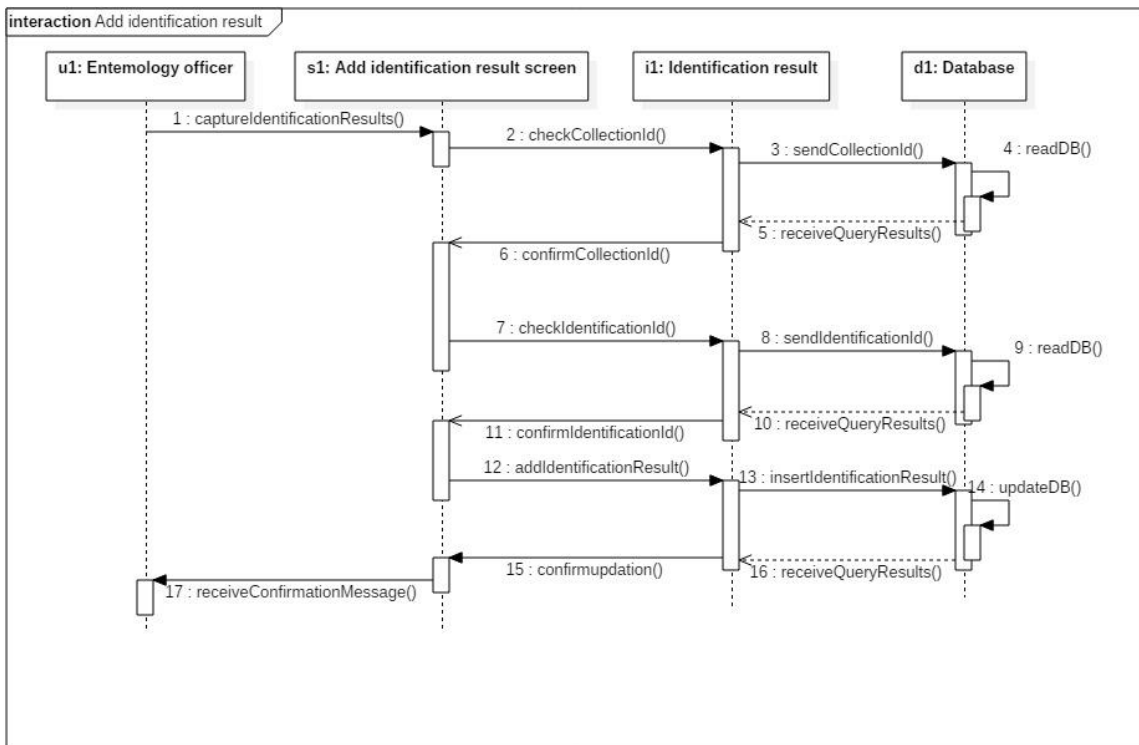 interaction Add identification result
u1: Entemology officer
s1: Add identification result screen
i1: Identification result
d1: Database
1 : captureIdentificationResults()
2 : checkCollectionId()
3 : sendCollectionId()
4 : readDB()
5 : receiveQueryResults()
6 : confirmCollectionId()
7 : checkIdentificationId()
8 : sendIdentificationId()
9 : readDB()
10 : receiveQueryResults()
11 : confirmIdentificationId()
12 : addIdentificationResult()
13 : insertIdentificationResult()
14 : updateDB()
15 : confirmupdation()
16 : receiveQueryResults()
17 : receiveConfirmationMessage()